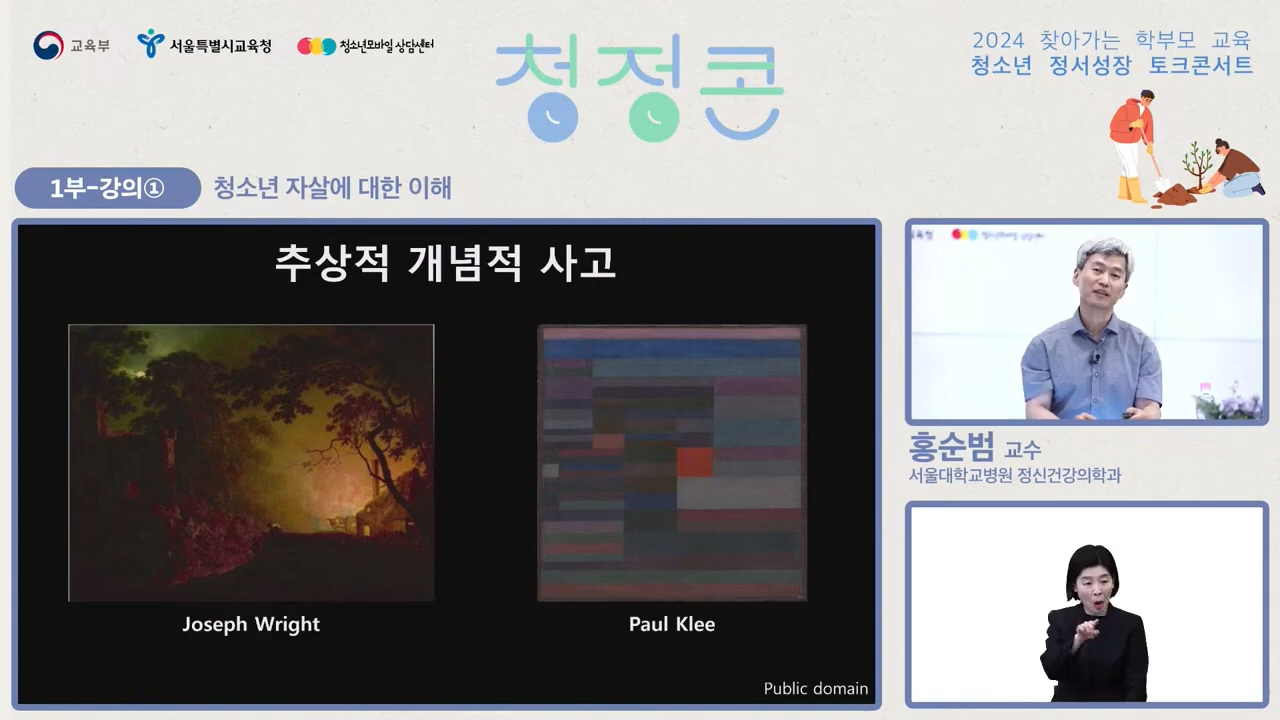 교육부
서울특별시교육청
청소년모바일 상담센터
청정콘
2024 찾아가는 학부모 교육
청소년 정서성장 토크콘서트
1부-강의①
청소년 자살에 대한 이해
추상적 개념적 사고
Joseph Wright
Paul Klee
Public domain
홍순범 교수
서울대학교병원 정신건강의학과